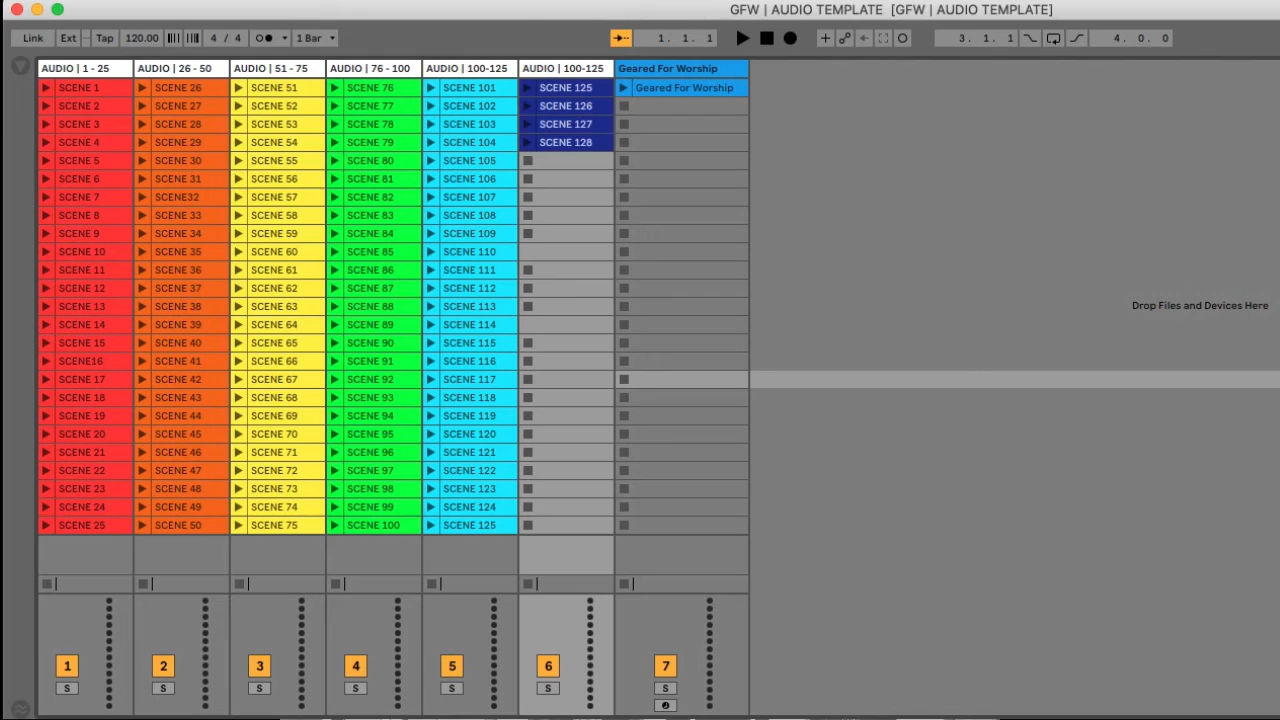 GFW | AUDIO TEMPLATE [GFW | AUDIO TEMPLATE]
Link Ext Tap 120.00 4 / 4 1 Bar 1. 1. 1 3. 1. 1 4. 0. 0
AUDIO | 1 - 25 AUDIO | 26 - 50 AUDIO | 51 - 75 AUDIO | 76 - 100 AUDIO | 100-125 AUDIO | 100-125 Geared For Worship
SCENE 1 SCENE 26 SCENE 51 SCENE 76 SCENE 101 SCENE 125 Geared For Worship
SCENE 2 SCENE 27 SCENE 52 SCENE 77 SCENE 102 SCENE 126
SCENE 3 SCENE 28 SCENE 53 SCENE 78 SCENE 103 SCENE 127
SCENE 4 SCENE 29 SCENE 54 SCENE 79 SCENE 104 SCENE 128
SCENE 5 SCENE 30 SCENE 55 SCENE 80 SCENE 105
SCENE 6 SCENE 31 SCENE 56 SCENE 81 SCENE 106
SCENE 7 SCENE32 SCENE 57 SCENE 82 SCENE 107
SCENE 8 SCENE 33 SCENE 58 SCENE 83 SCENE 108
SCENE 9 SCENE 34 SCENE 59 SCENE 84 SCENE 109
SCENE 10 SCENE 35 SCENE 60 SCENE 85 SCENE 110
SCENE 11 SCENE 36 SCENE 61 SCENE 86 SCENE 111
SCENE 12 SCENE 37 SCENE 62 SCENE 87 SCENE 112
SCENE 13 SCENE 38 SCENE 63 SCENE 88 SCENE 113 Drop Files and Devices Here
SCENE 14 SCENE 39 SCENE 64 SCENE 89 SCENE 114
SCENE 15 SCENE 40 SCENE 65 SCENE 90 SCENE 115
SCENE16 SCENE 41 SCENE 66 SCENE 91 SCENE 116
SCENE 17 SCENE 42 SCENE 67 SCENE 92 SCENE 117
SCENE 18 SCENE 43 SCENE 68 SCENE 93 SCENE 118
SCENE 19 SCENE 44 SCENE 69 SCENE 94 SCENE 119
SCENE 20 SCENE 45 SCENE 70 SCENE 95 SCENE 120
SCENE 21 SCENE 46 SCENE 71 SCENE 96 SCENE 121
SCENE 22 SCENE 47 SCENE 72 SCENE 97 SCENE 122
SCENE 23 SCENE 48 SCENE 73 SCENE 98 SCENE 123
SCENE 24 SCENE 49 SCENE 74 SCENE 99 SCENE 124
SCENE 25 SCENE 50 SCENE 75 SCENE 100 SCENE 125
1 2 3 4 5 6 7
S S S S S S S